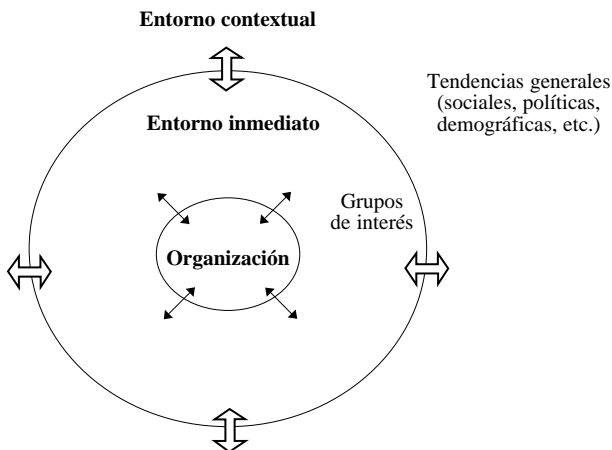 Entorno contextual
Tendencias generales
(sociales, políticas,
demográficas, etc.)
Entorno inmediato
Grupos
de interés
Organización